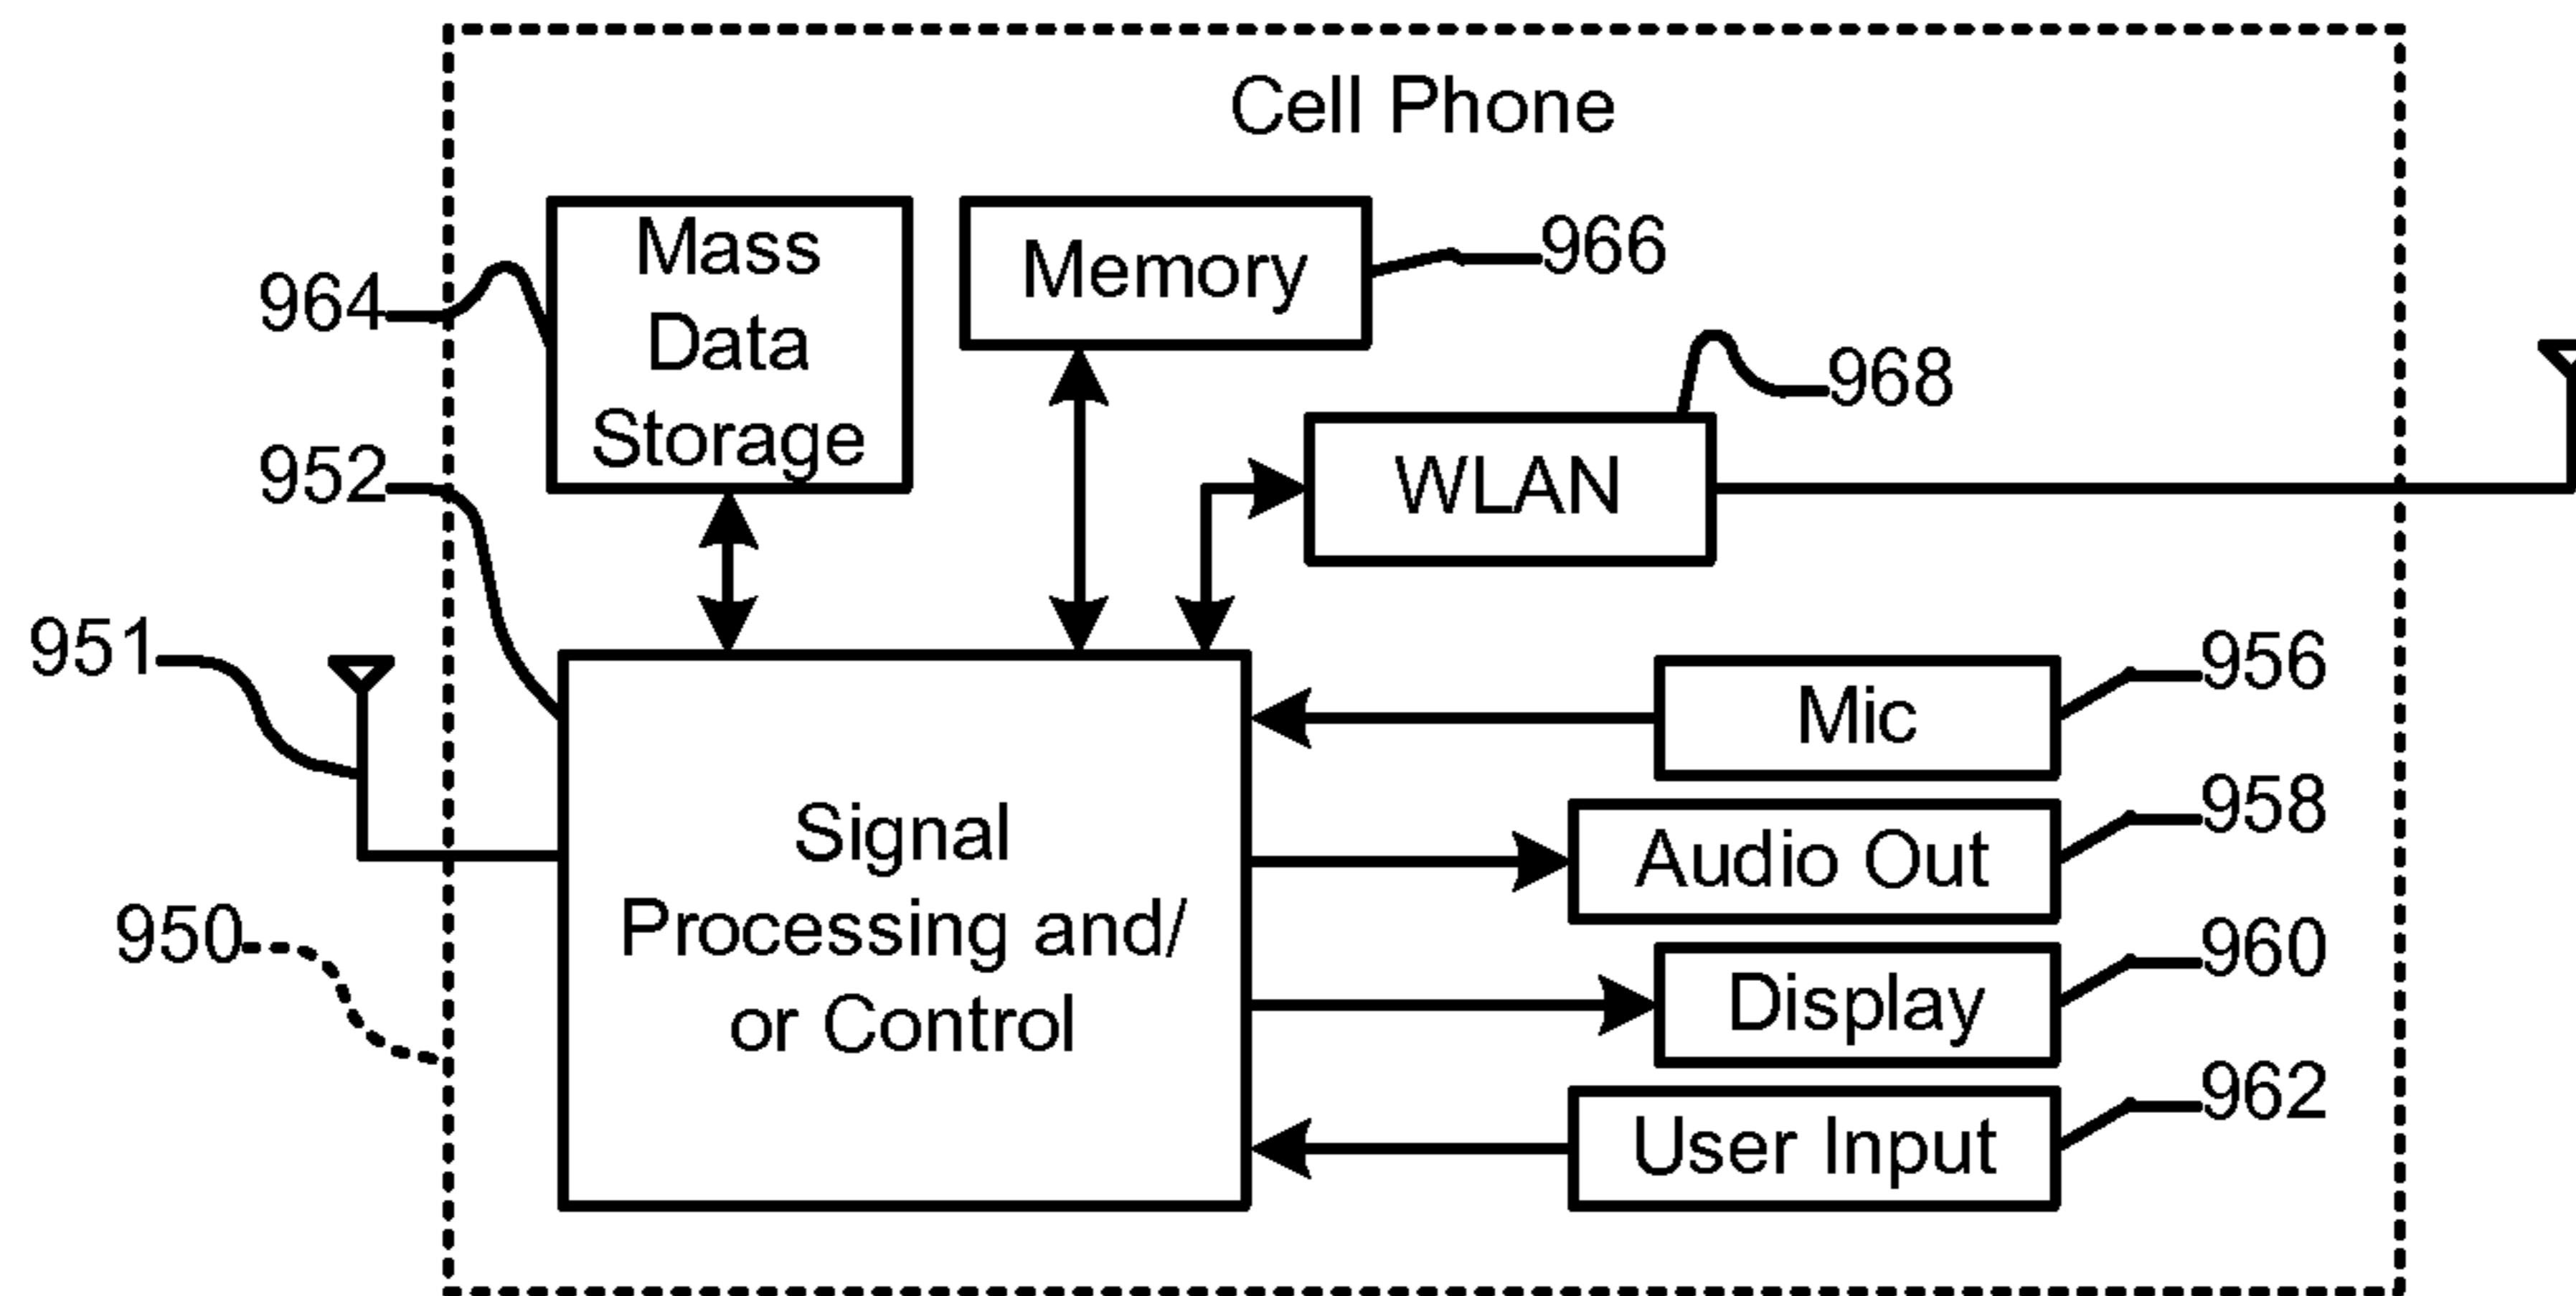 Cell Phone
Mass
Data
Storage
Memory
966
964
968
952
WLAN
951
Mic
956
Signal
Processing and/
or Control
Audio Out
958
950
Display
960
User Input
962